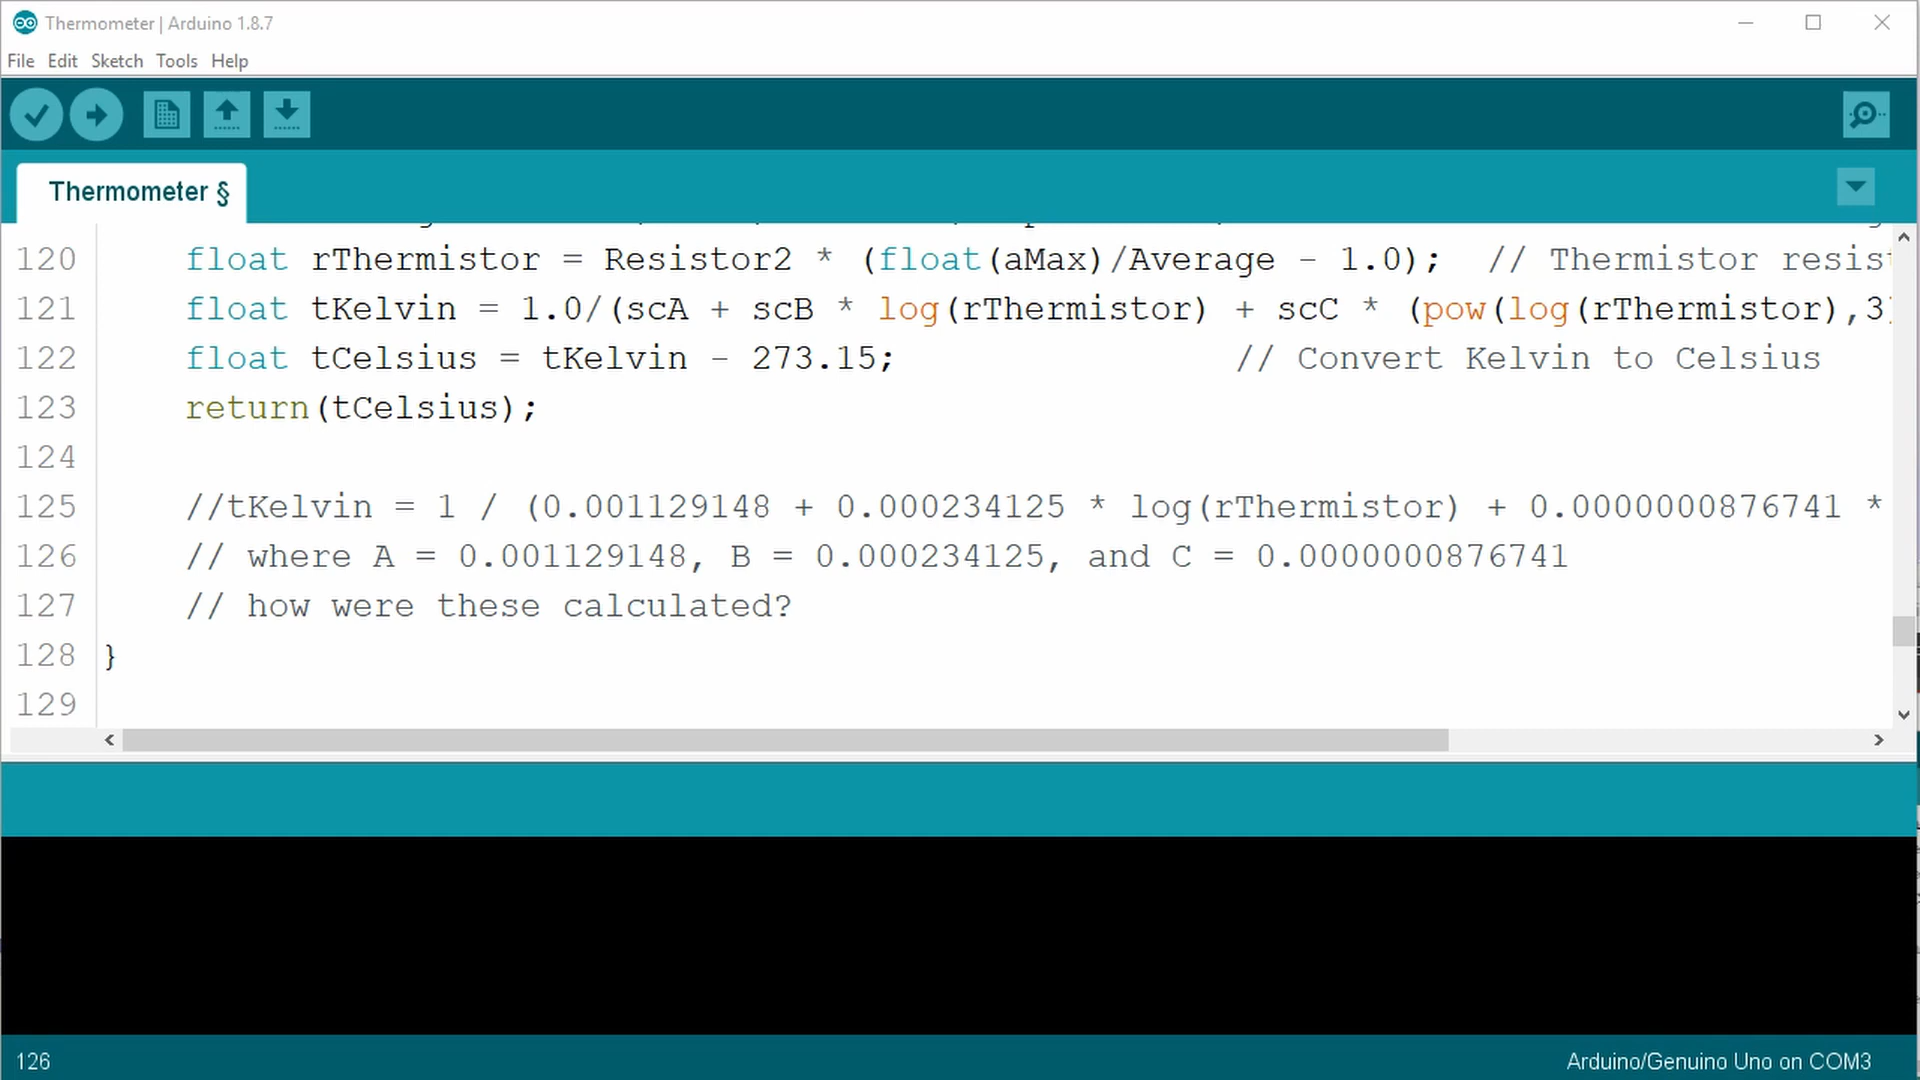 Thermometer | Arduino 1.8.7
File Edit Sketch Tools Help
Thermometer §
120 float rThermistor = Resistor2 * (float(aMax)/Average - 1.0); // Thermistor
121 float tKelvin = 1.0/(scA + scB * log(rThermistor) + scC * (pow(log(rThermistor),3
122 float tCelsius = tKelvin - 273.15; // Convert Kelvin to Celsius
123 return(tCelsius);
124
125 //tKelvin = 1 / (0.001129148 + 0.000234125 * log(rThermistor) + 0.0000000876741 *
126 // where A = 0.001129148, B = 0.000234125, and C = 0.0000000876741
127 // how were these calculated?
128 }
129
126
Arduino/Genuino Uno on COM3